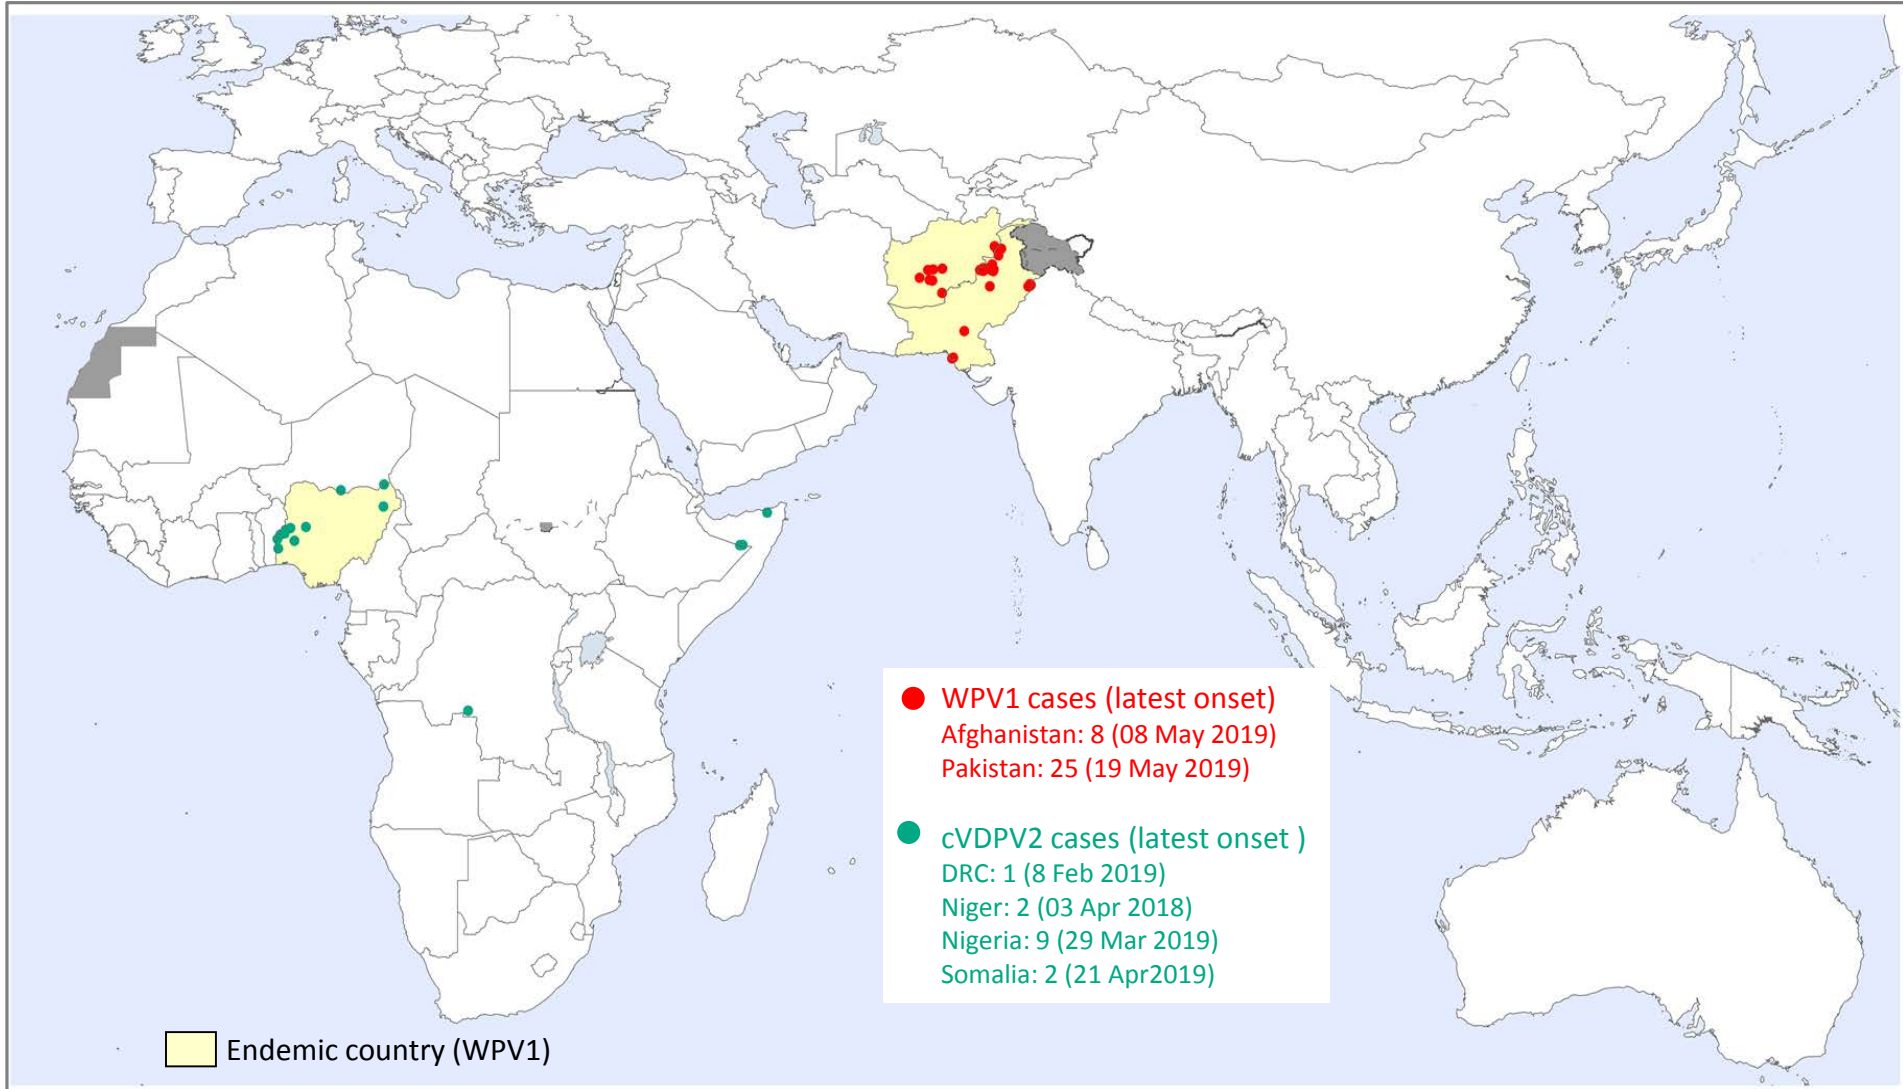 WPV1 cases (latest onset)
Afghanistan: 8 (08 May 2019)
Pakistan: 25 (19 May 2019)
cVDPV2 cases (latest onset )
DRC: 1 (8 Feb 2019)
Niger: 2 (03 Apr 2018)
Nigeria: 9 (29 Mar 2019)
Somalia: 2 (21 Apr2019)
Endemic country (WPV1)